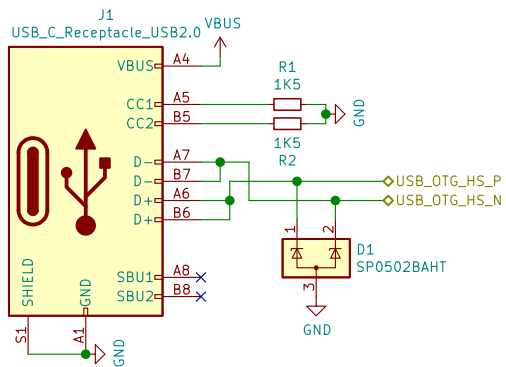 J1
USB_C_Receptacle_USB2.0
VBUS
VBUS A4
R1
1K5
CC1 A5
CC2 B5
GND
1K5
R2
D- A7
D- B7
D+ A6
D+ B6
USB_OTG_HS_P
USB_OTG_HS_N
1 2
D1
SP0502BAHT
3
GND
SBU1 A8
SBU2 B8
SHIELD
GND
S1
A1
GND